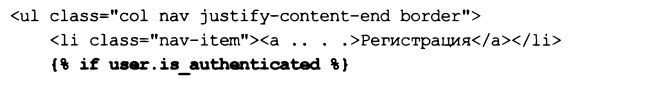 <ul class="col nav justify-content-end border">
<li class="nav-item"><a .. . .>Регистрация</a></li>
{% if user.is_authenticated %}